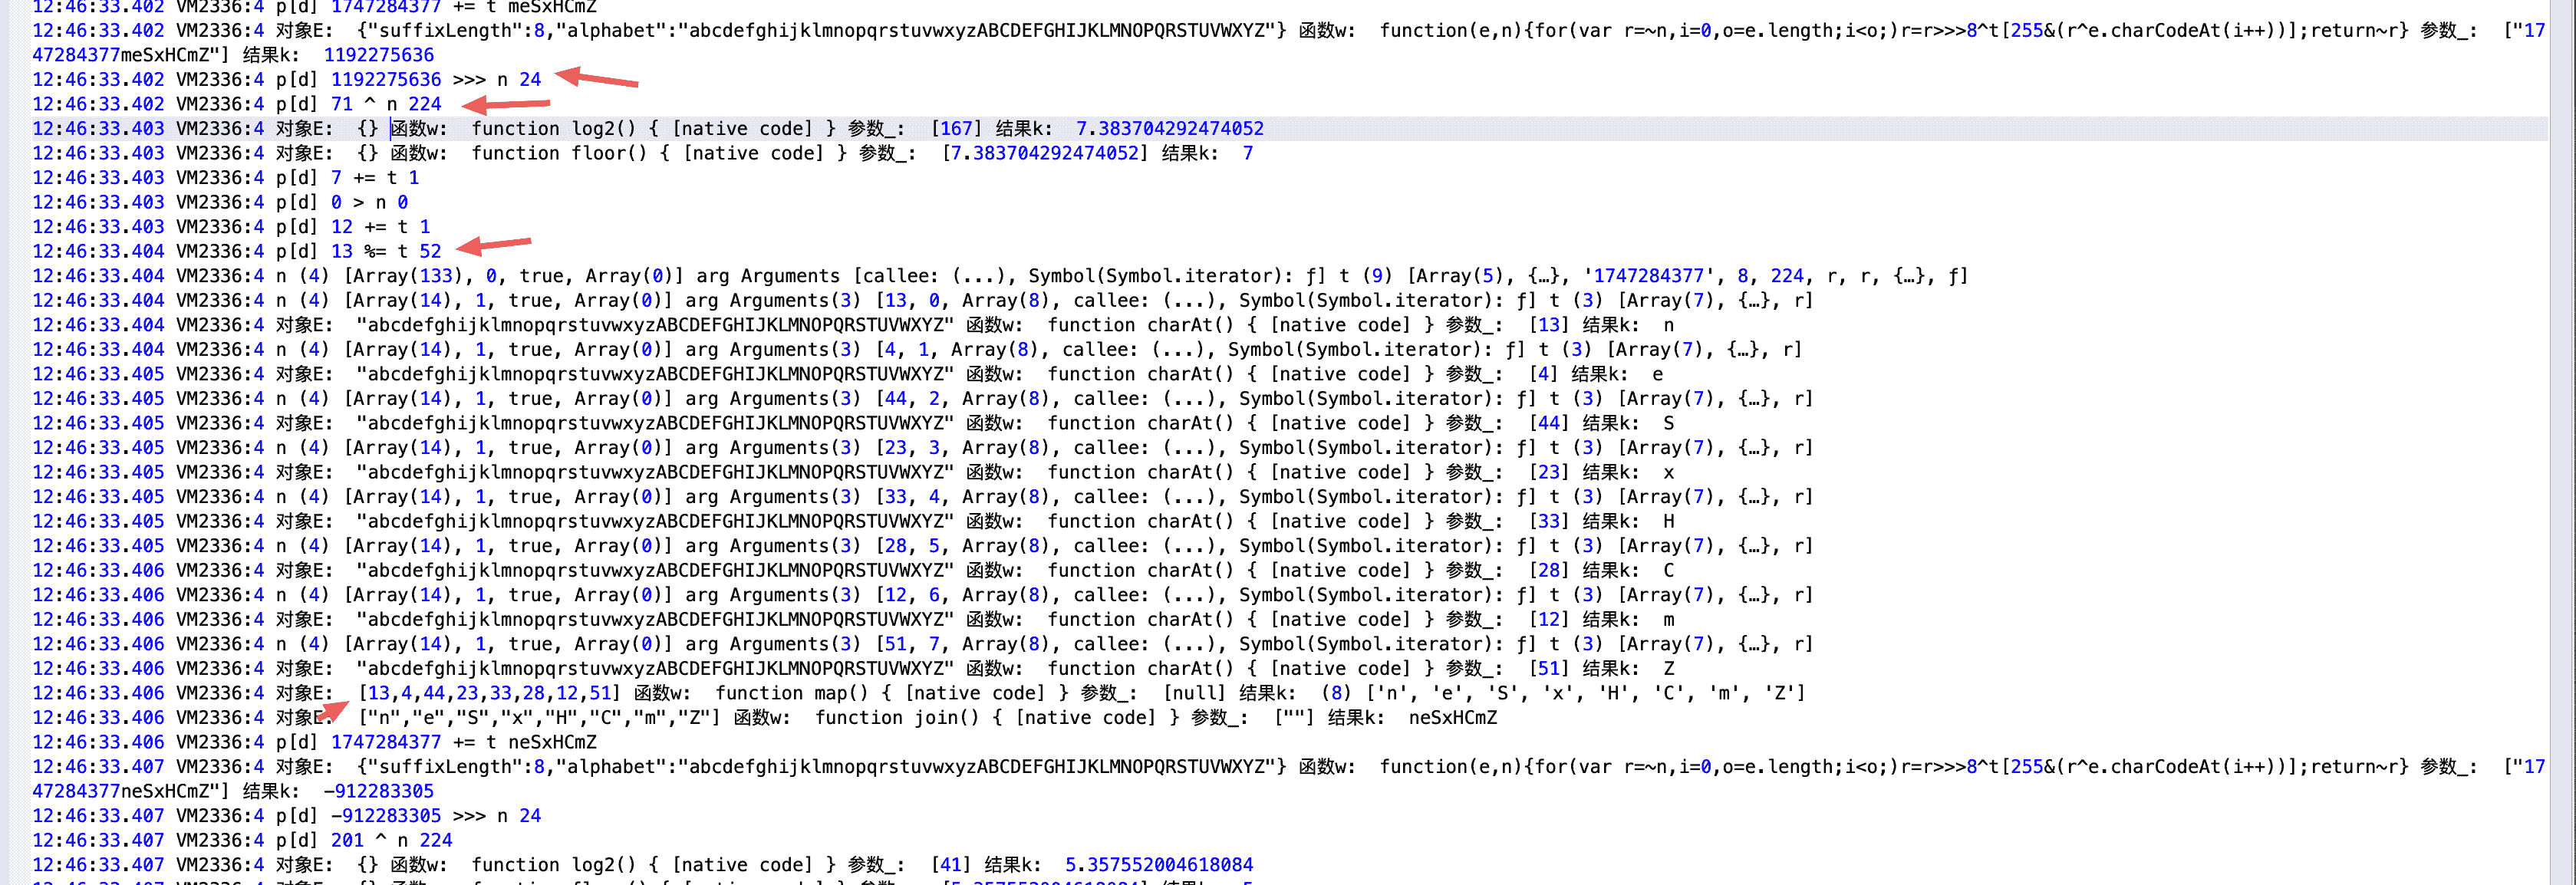 12:46:33.402 VM2336:4 p[d] 1747284377 += t meSxHCmZ
12:46:33.402 VM2336:4 对象E:  {"suffixLength":8,"alphabet":"abcdefghijklmnopqrstuvwxyzABCDEFGHIJKLMNOPQRSTUVWXYZ"} 函数w:  function(e,n){for(var r=~n,i=0,o=e.length;i<o;)r=r>>>8^t[255&(r^e.charCodeAt(i++))];return~r} 参数_:  ["17
47284377meSxHCmZ"] 结果k:  1192275636
12:46:33.402 VM2336:4 p[d] 1192275636 >>> n 24
12:46:33.402 VM2336:4 p[d] 71 ^ n 224
12:46:33.403 VM2336:4 对象E:  {} 函数w:  function log2() { [native code] } 参数_:  [167] 结果k:  7.383704292474052
12:46:33.403 VM2336:4 对象E:  {} 函数w:  function floor() { [native code] } 参数_:  [7.383704292474052] 结果k:  7
12:46:33.403 VM2336:4 p[d] 7 += t 1
12:46:33.403 VM2336:4 p[d] 0 > n 0
12:46:33.403 VM2336:4 p[d] 12 += t 1
12:46:33.404 VM2336:4 p[d] 13 %= t 52
12:46:33.404 VM2336:4 n (4) [Array(133), 0, true, Array(0)] arg Arguments [callee: (...), Symbol(Symbol.iterator): ƒ] t (9) [Array(5), {…}, '1747284377', 8, 224, r, r, {…}, ƒ]
12:46:33.404 VM2336:4 n (4) [Array(14), 1, true, Array(0)] arg Arguments(3) [13, 0, Array(8), callee: (...), Symbol(Symbol.iterator): ƒ] t (3) [Array(7), {…}, r]
12:46:33.404 VM2336:4 对象E:  "abcdefghijklmnopqrstuvwxyzABCDEFGHIJKLMNOPQRSTUVWXYZ" 函数w:  function charAt() { [native code] } 参数_:  [13] 结果k:  n
12:46:33.404 VM2336:4 n (4) [Array(14), 1, true, Array(0)] arg Arguments(3) [4, 1, Array(8), callee: (...), Symbol(Symbol.iterator): ƒ] t (3) [Array(7), {…}, r]
12:46:33.405 VM2336:4 对象E:  "abcdefghijklmnopqrstuvwxyzABCDEFGHIJKLMNOPQRSTUVWXYZ" 函数w:  function charAt() { [native code] } 参数_:  [4] 结果k:  e
12:46:33.405 VM2336:4 n (4) [Array(14), 1, true, Array(0)] arg Arguments(3) [44, 2, Array(8), callee: (...), Symbol(Symbol.iterator): ƒ] t (3) [Array(7), {…}, r]
12:46:33.405 VM2336:4 对象E:  "abcdefghijklmnopqrstuvwxyzABCDEFGHIJKLMNOPQRSTUVWXYZ" 函数w:  function charAt() { [native code] } 参数_:  [44] 结果k:  S
12:46:33.405 VM2336:4 n (4) [Array(14), 1, true, Array(0)] arg Arguments(3) [23, 3, Array(8), callee: (...), Symbol(Symbol.iterator): ƒ] t (3) [Array(7), {…}, r]
12:46:33.405 VM2336:4 对象E:  "abcdefghijklmnopqrstuvwxyzABCDEFGHIJKLMNOPQRSTUVWXYZ" 函数w:  function charAt() { [native code] } 参数_:  [23] 结果k:  x
12:46:33.405 VM2336:4 n (4) [Array(14), 1, true, Array(0)] arg Arguments(3) [33, 4, Array(8), callee: (...), Symbol(Symbol.iterator): ƒ] t (3) [Array(7), {…}, r]
12:46:33.405 VM2336:4 对象E:  "abcdefghijklmnopqrstuvwxyzABCDEFGHIJKLMNOPQRSTUVWXYZ" 函数w:  function charAt() { [native code] } 参数_:  [33] 结果k:  H
12:46:33.405 VM2336:4 n (4) [Array(14), 1, true, Array(0)] arg Arguments(3) [28, 5, Array(8), callee: (...), Symbol(Symbol.iterator): ƒ] t (3) [Array(7), {…}, r]
12:46:33.406 VM2336:4 对象E:  "abcdefghijklmnopqrstuvwxyzABCDEFGHIJKLMNOPQRSTUVWXYZ" 函数w:  function charAt() { [native code] } 参数_:  [28] 结果k:  C
12:46:33.406 VM2336:4 n (4) [Array(14), 1, true, Array(0)] arg Arguments(3) [12, 6, Array(8), callee: (...), Symbol(Symbol.iterator): ƒ] t (3) [Array(7), {…}, r]
12:46:33.406 VM2336:4 对象E:  "abcdefghijklmnopqrstuvwxyzABCDEFGHIJKLMNOPQRSTUVWXYZ" 函数w:  function charAt() { [native code] } 参数_:  [12] 结果k:  m
12:46:33.406 VM2336:4 n (4) [Array(14), 1, true, Array(0)] arg Arguments(3) [51, 7, Array(8), callee: (...), Symbol(Symbol.iterator): ƒ] t (3) [Array(7), {…}, r]
12:46:33.406 VM2336:4 对象E:  "abcdefghijklmnopqrstuvwxyzABCDEFGHIJKLMNOPQRSTUVWXYZ" 函数w:  function charAt() { [native code] } 参数_:  [51] 结果k:  Z
12:46:33.406 VM2336:4 对象E:  [13,4,44,23,33,28,12,51] 函数w:  function map() { [native code] } 参数_:  [null] 结果k:  (8) ['n', 'e', 'S', 'x', 'H', 'C', 'm', 'Z']
12:46:33.406 VM2336:4 对象E:  ["n","e","S","x","H","C","m","Z"] 函数w:  function join() { [native code] } 参数_:  [""] 结果k:  neSxHCmZ
12:46:33.406 VM2336:4 p[d] 1747284377 += t neSxHCmZ
12:46:33.407 VM2336:4 对象E:  {"suffixLength":8,"alphabet":"abcdefghijklmnopqrstuvwxyzABCDEFGHIJKLMNOPQRSTUVWXYZ"} 函数w:  function(e,n){for(var r=~n,i=0,o=e.length;i<o;)r=r>>>8^t[255&(r^e.charCodeAt(i++))];return~r} 参数_:  ["17
47284377neSxHCmZ"] 结果k:  -912283305
12:46:33.407 VM2336:4 p[d] -912283305 >>> n 24
12:46:33.407 VM2336:4 p[d] 201 ^ n 224
12:46:33.407 VM2336:4 对象E:  {} 函数w:  function log2() { [native code] } 参数_:  [41] 结果k:  5.357552004618084